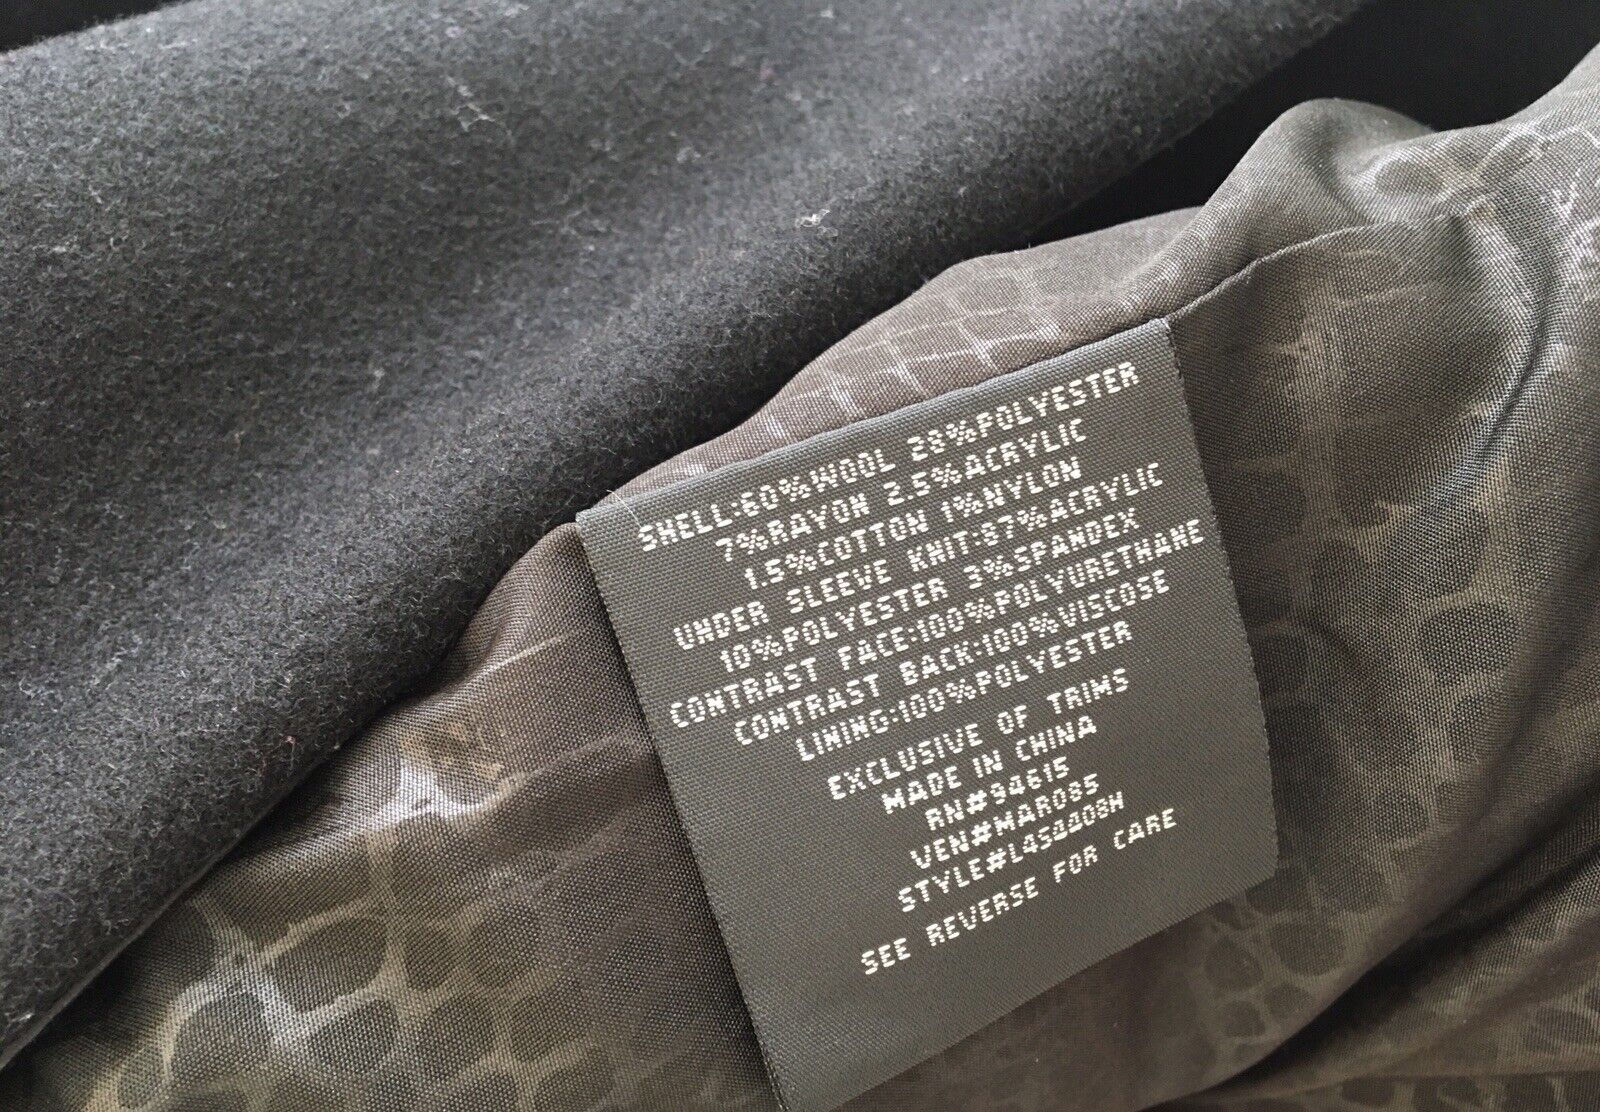 SHELL:60%WOOL 28%POLYESTER
7%RAYON 2.5%ACRYLIC
1.5%COTTON 1%NYLON
UNDER SLEEVE KNIT:87%ACRYLIC
10%POLYESTER 3%SPANDEX
CONTRAST FACE:100%POLYURETHANE
CONTRAST BACK:100%VISCOSE
LINING:100%POLYESTER
EXCLUSIVE OF TRIMS
MADE IN CHINA
RN#94615
VEN#MAR085
STYLE#L4S4408H
SEE REVERSE FOR CARE